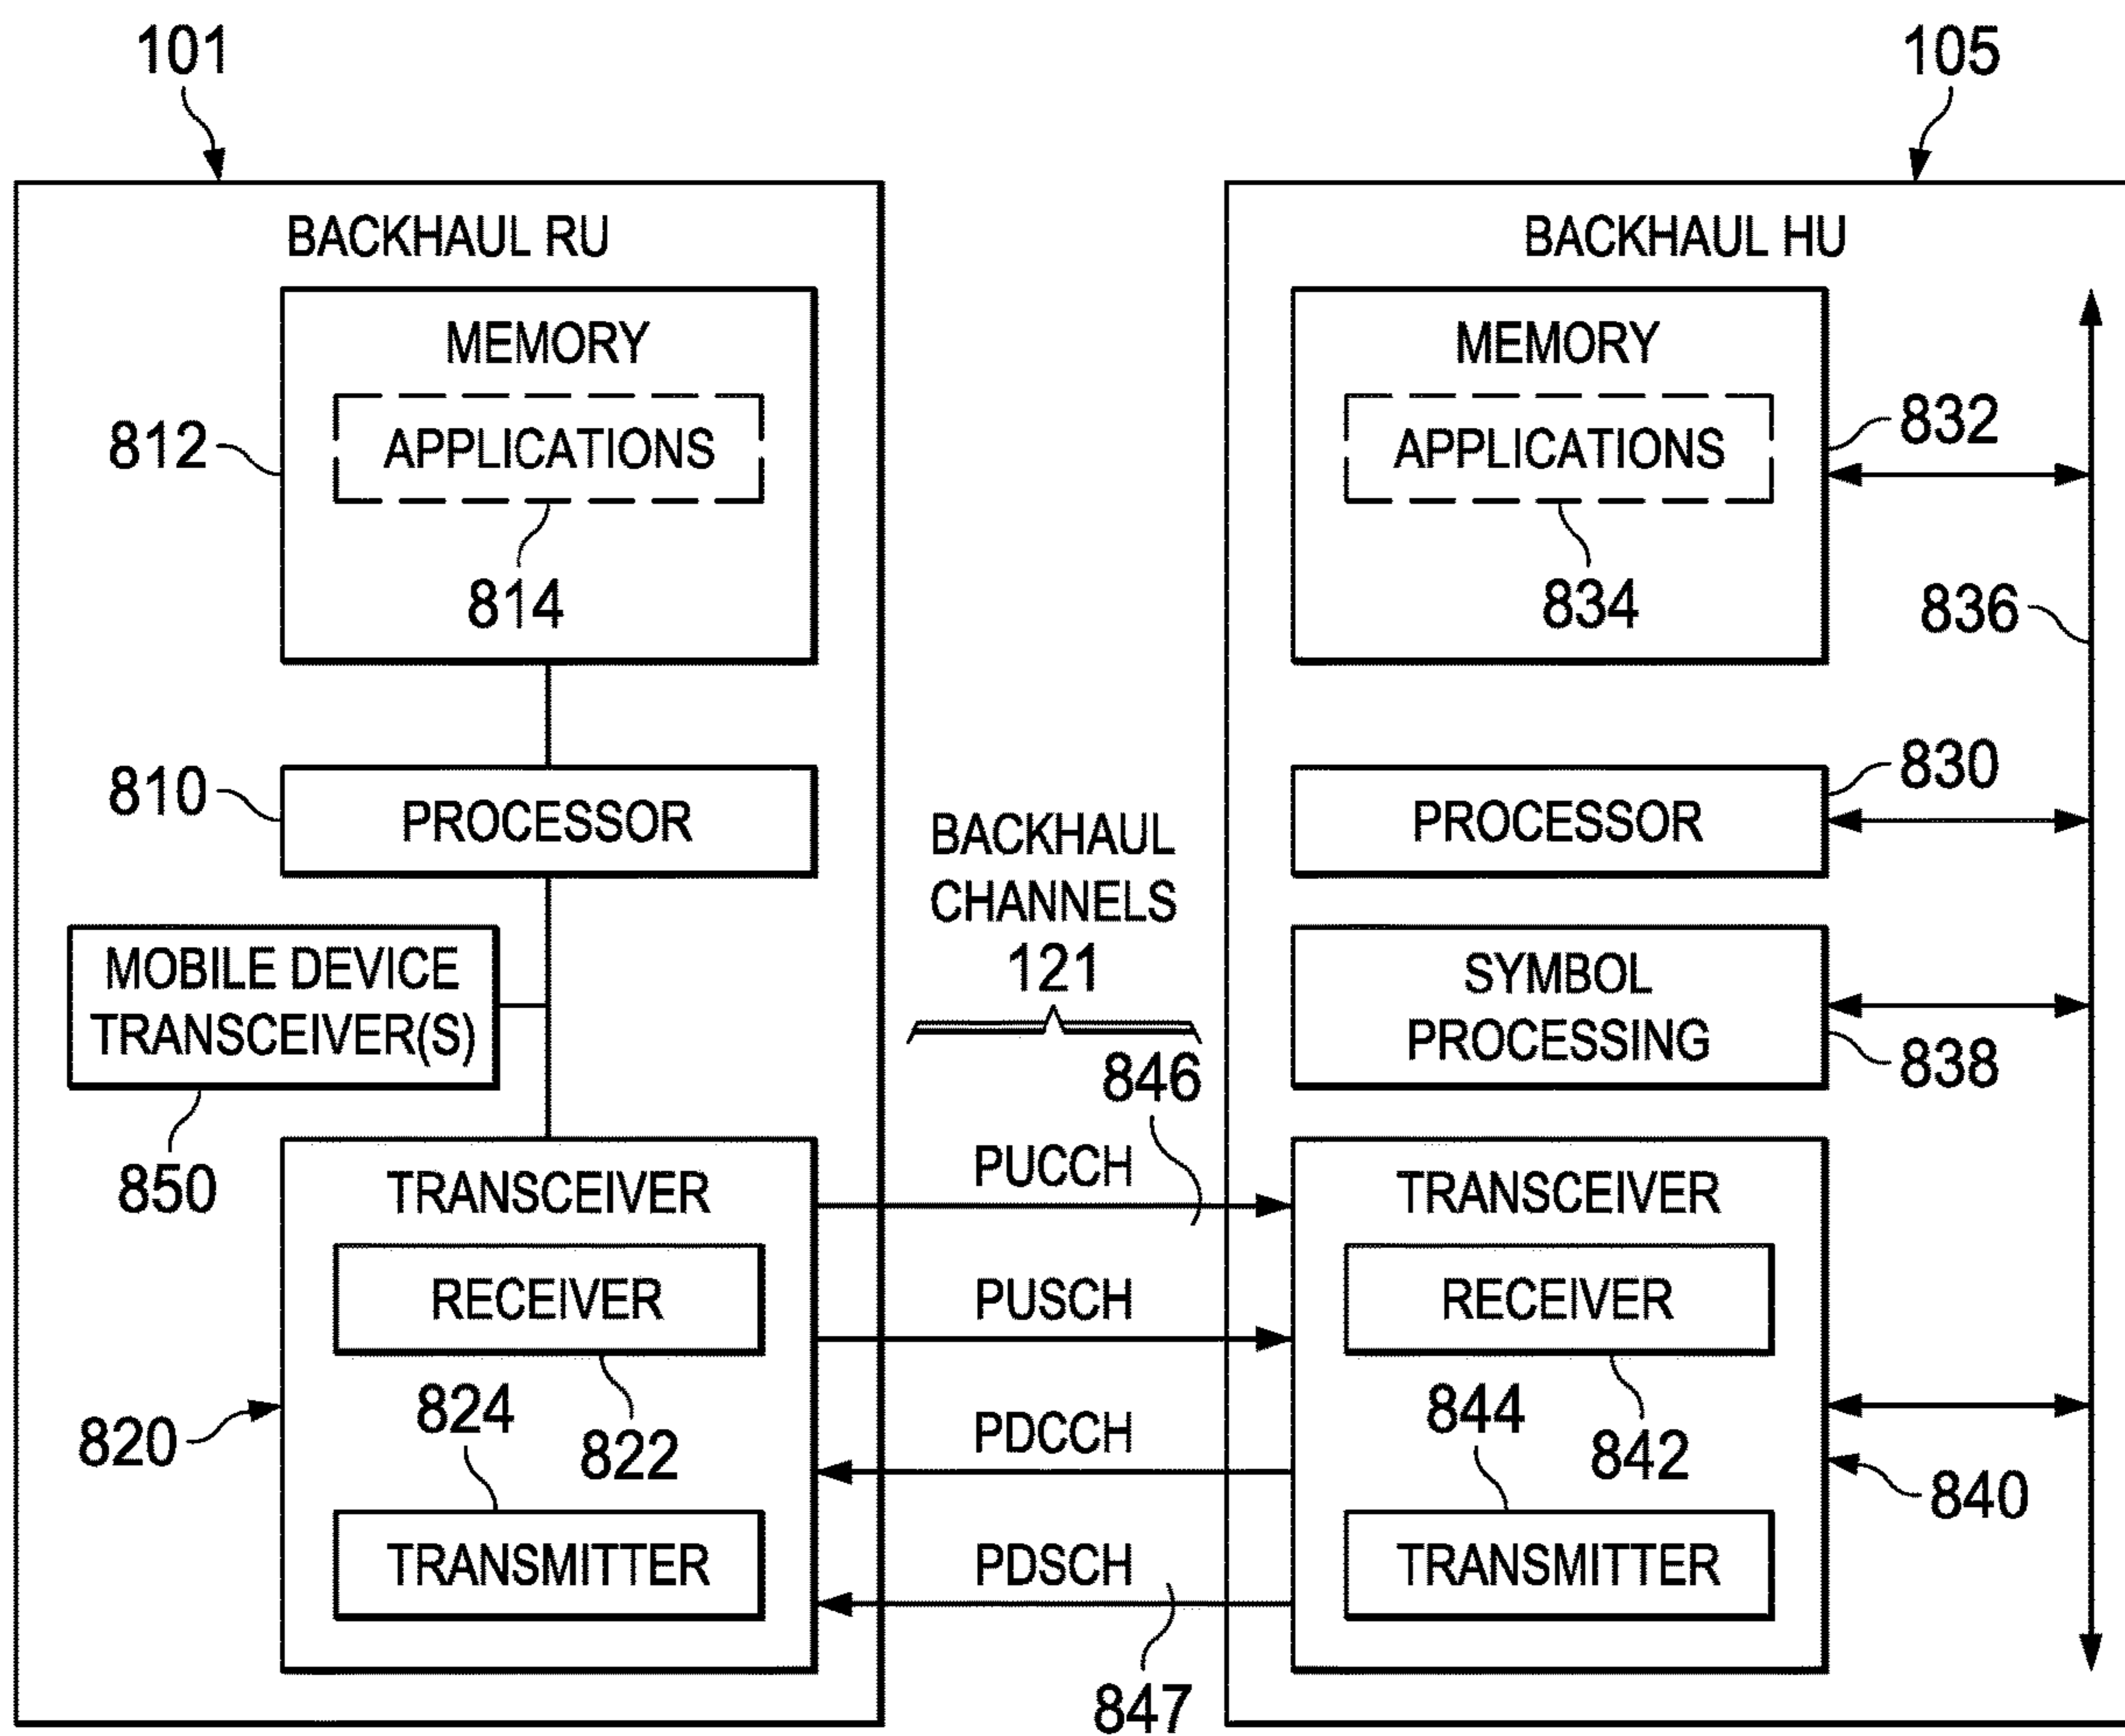 101
105
BACKHAUL RU
MEMORY
APPLICATIONS
812
814
810
PROCESSOR
MOBILE DEVICE
TRANSCEIVER(S)
850
TRANSCEIVER
RECEIVER
822
824
820
TRANSMITTER
BACKHAUL
CHANNELS
121
846
PUCCH
PUSCH
PDCCH
PDSCH
847
BACKHAUL HU
MEMORY
APPLICATIONS
832
834
836
830
PROCESSOR
SYMBOL
PROCESSING
838
TRANSCEIVER
RECEIVER
842
844
840
TRANSMITTER